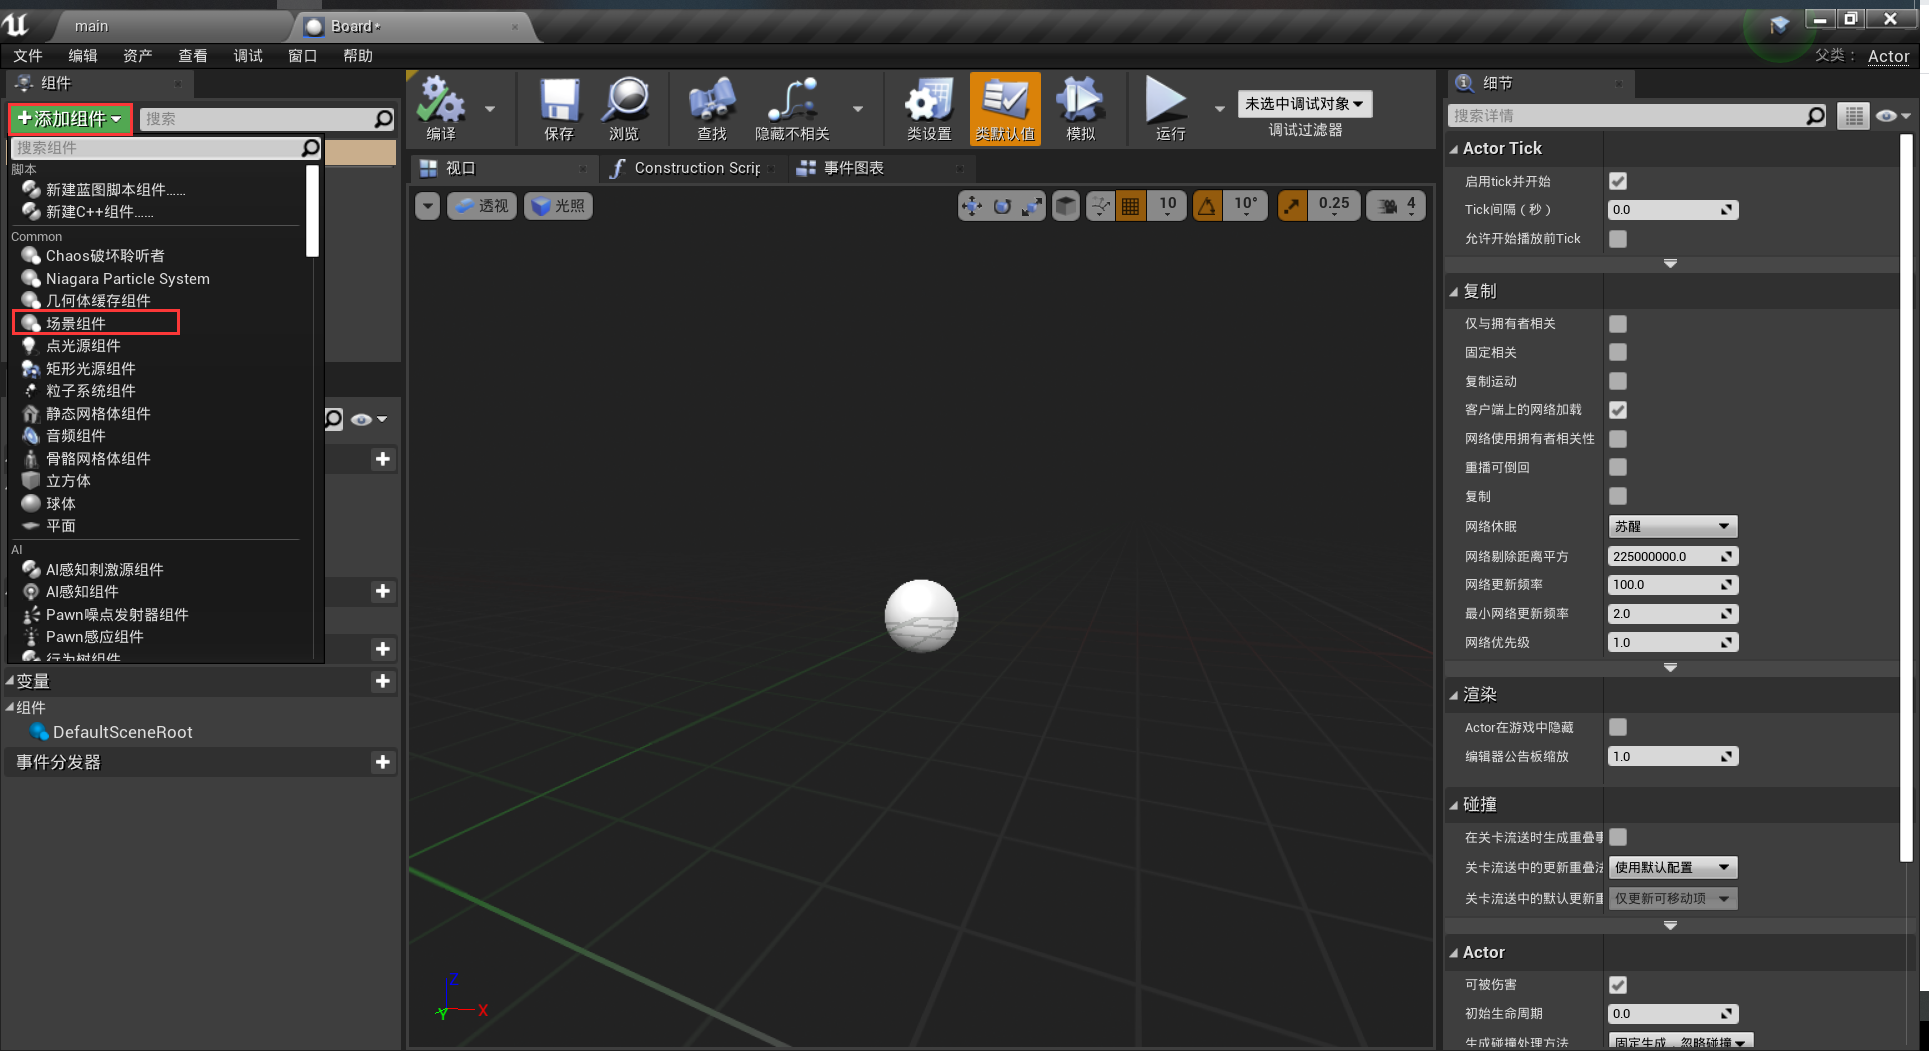 main
Board*
文件 编辑 资产 查看 调试 窗口 帮助
父类： Actor
组件
添加组件
搜索
搜索组件
脚本
新建蓝图脚本组件……
新建C++组件……
Common
Chaos破坏聆听者
Niagara Particle System
几何体缓存组件
场景组件
点光源组件
矩形光源组件
粒子系统组件
静态网格体组件
音频组件
骨骼网格体组件
立方体
球体
平面
AI
AI感知刺激源组件
AI感知组件
Pawn噪点发射器组件
Pawn感应组件
行为树组件
变量
组件
DefaultSceneRoot
事件分发器
编译
保存
浏览
查找
隐藏不相关
类设置
类默认值
模拟
运行
未选中调试对象
调试过滤器
视口
Construction Scrip
事件图表
透视
光照
10
10°
0.25
4
Z
X
Y
细节
搜索详情
Actor Tick
启用tick并开始
Tick间隔（秒） 0.0
允许开始播放前Tick
复制
仅与拥有者相关
固定相关
复制运动
客户端上的网络加载
网络使用拥有者相关性
重播可倒回
复制
网络休眠 苏醒
网络剔除距离平方 225000000.0
网络更新频率 100.0
最小网络更新频率 2.0
网络优先级 1.0
渲染
Actor在游戏中隐藏
编辑器公告板缩放 1.0
碰撞
在关卡流送时生成重叠事
关卡流送中的更新重叠法 使用默认配置
关卡流送中的默认更新重 仅更新可移动项
Actor
可被伤害
初始生命周期 0.0
生成碰撞处理方法 固定生成，忽略碰撞